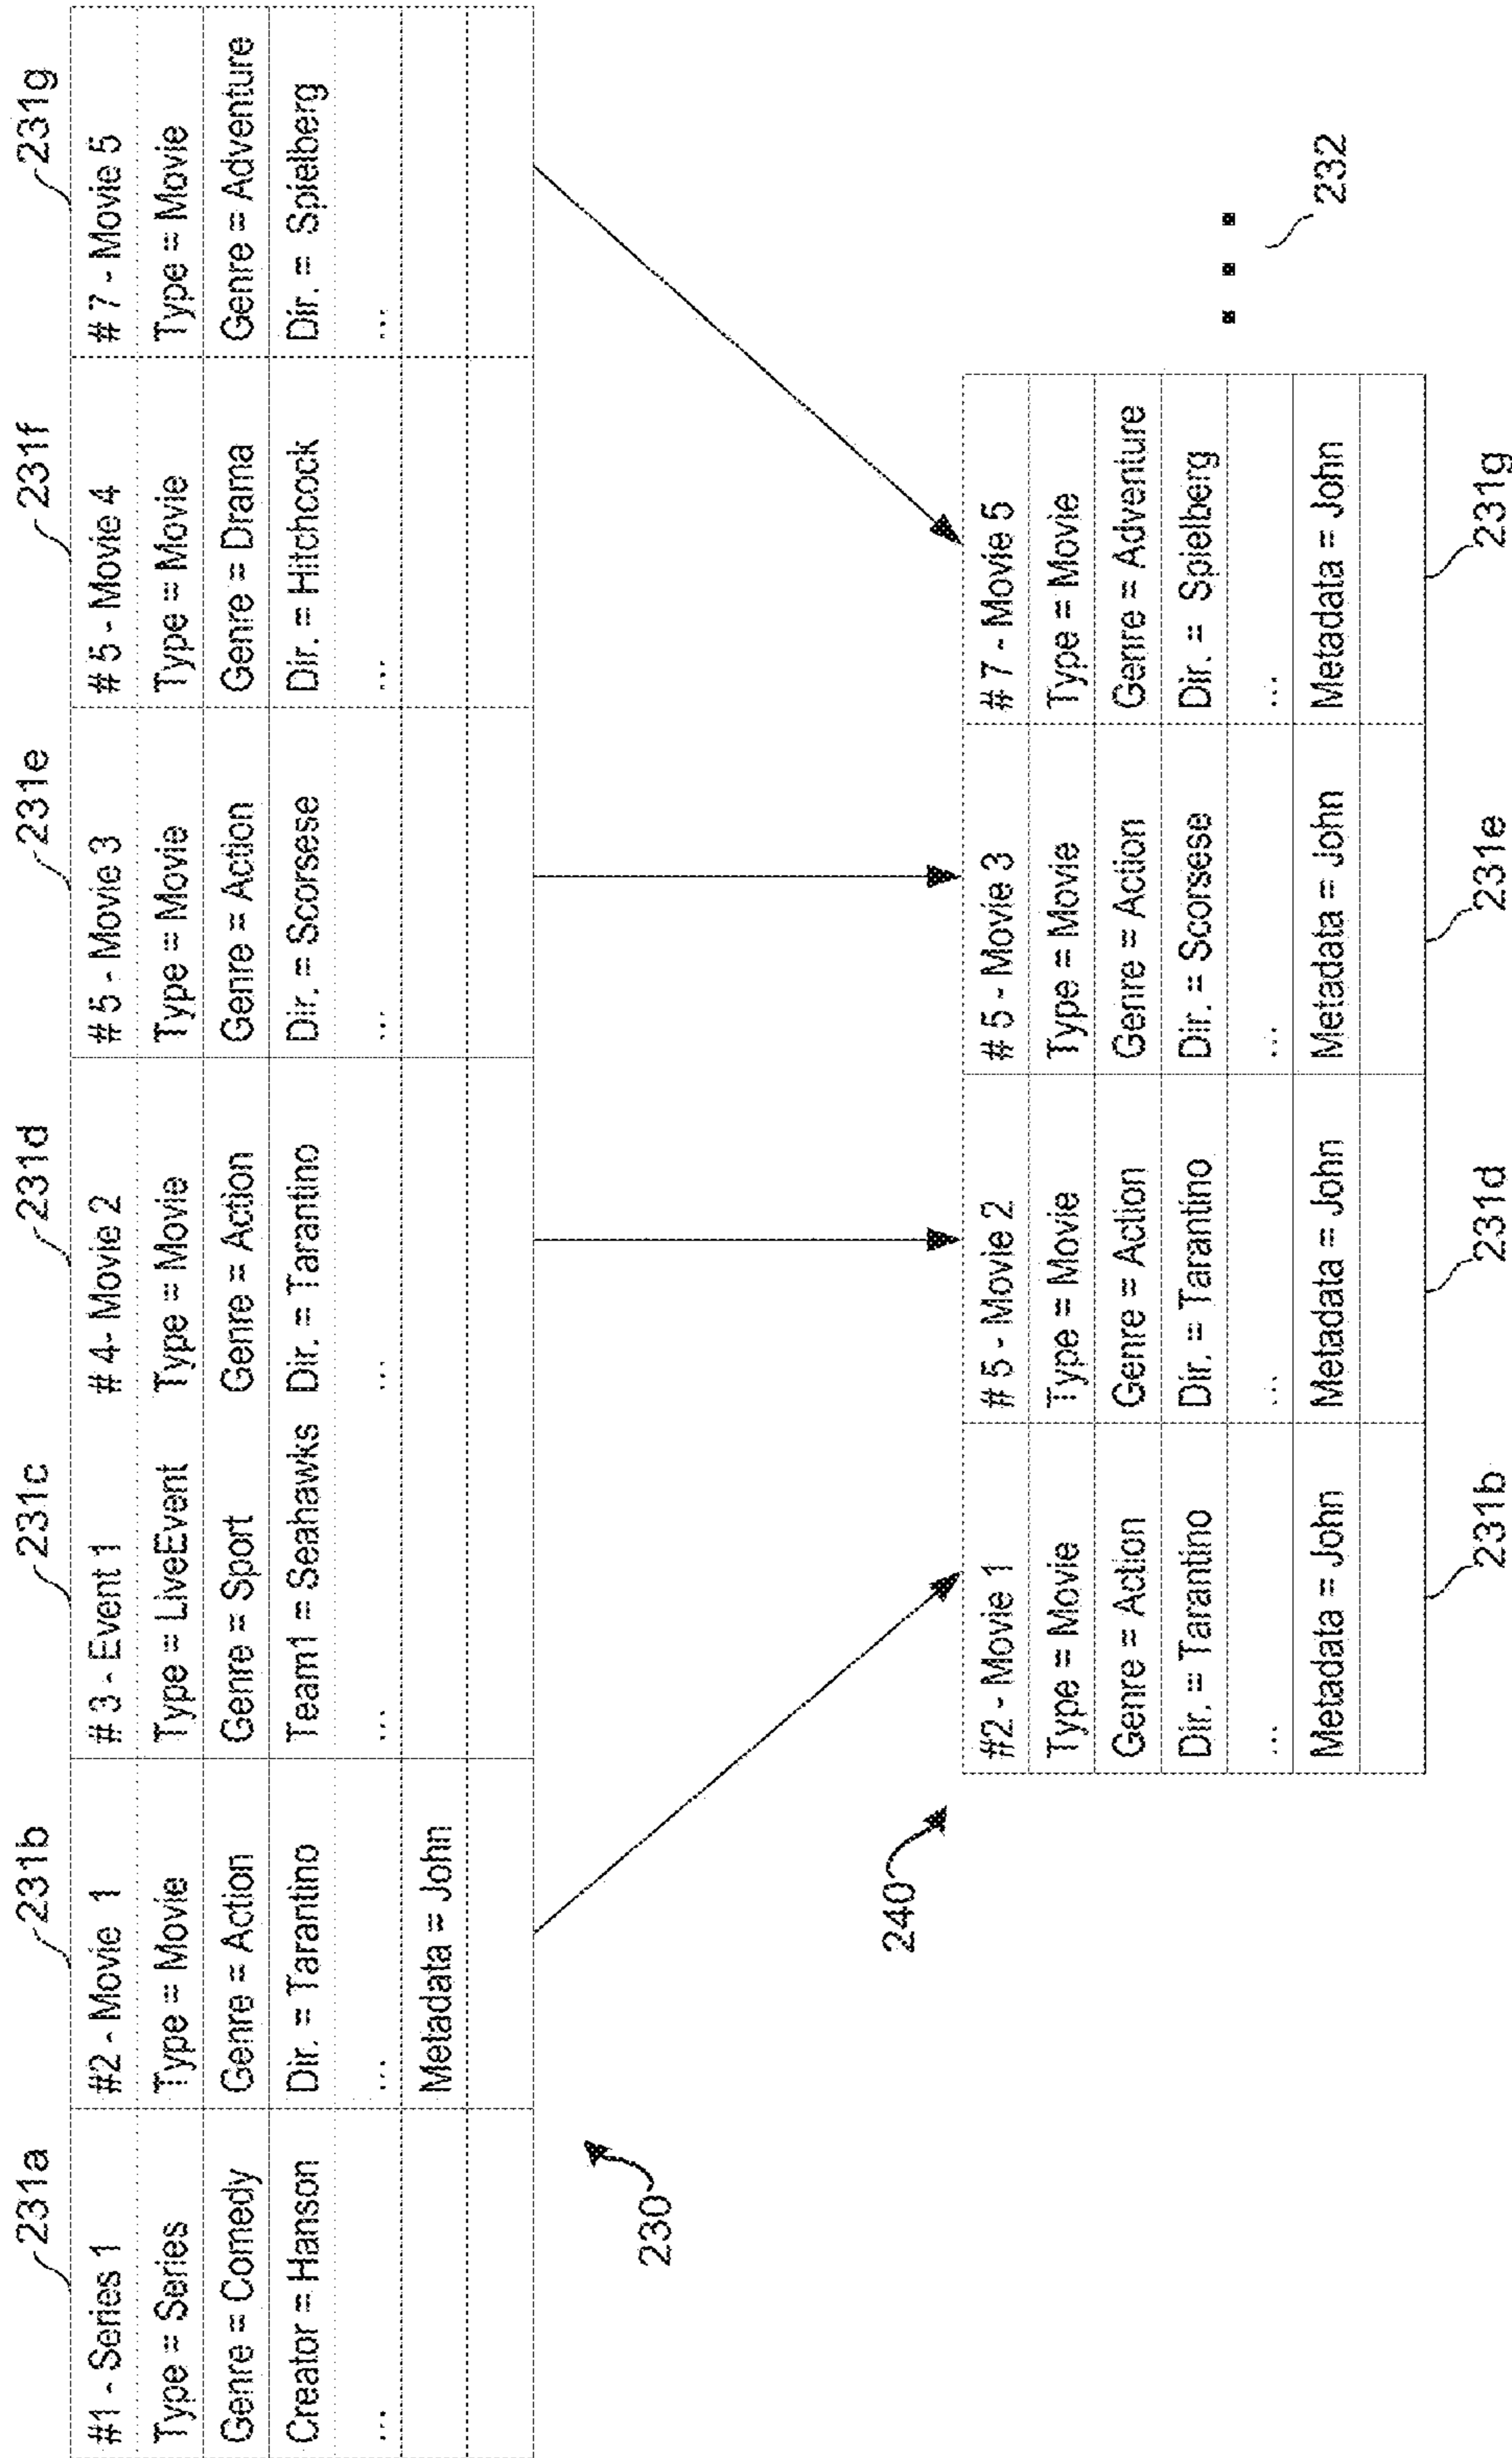 231a 231b 231c 231d 231e 231f 231g
#1 - Series 1 #2 - Movie 1 # 3 - Event 1 # 4- Movie 2 # 5 - Movie 3 # 5 - Movie 4 # 7 - Movie 5
Type = Series Type = Movie Type = LiveEvent Type = Movie Type = Movie Type = Movie Type = Movie
Genre = Comedy Genre = Action Genre = Sport Genre = Action Genre = Action Genre = Drama Genre = Adventure
Creator = Hanson Dir. = Tarantino Team1 = Seahawks Dir. = Tarantino Dir. = Scorsese Dir. = Hitchcock Dir. = Spielberg
... ... ... ... ... ... ...
Metadata = John
230
240
#2 - Movie 1 # 5 - Movie 2 # 5 - Movie 3 # 7 - Movie 5
Type = Movie Type = Movie Type = Movie Type = Movie
Genre = Action Genre = Action Genre = Action Genre = Adventure
Dir. = Tarantino Dir. = Tarantino Dir. = Scorsese Dir. = Spielberg
... ... ... ...
Metadata = John Metadata = John Metadata = John Metadata = John
231b 231d 231e 231g
. . .
232